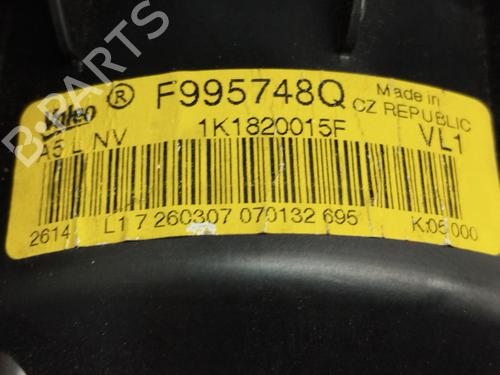 Valeo ® F995748Q Made in
CZ REPUBLIC
A5 L NV 1K1820015F VL1
2614 L1 7 260307 070132 695 K:05000
B-PARTS